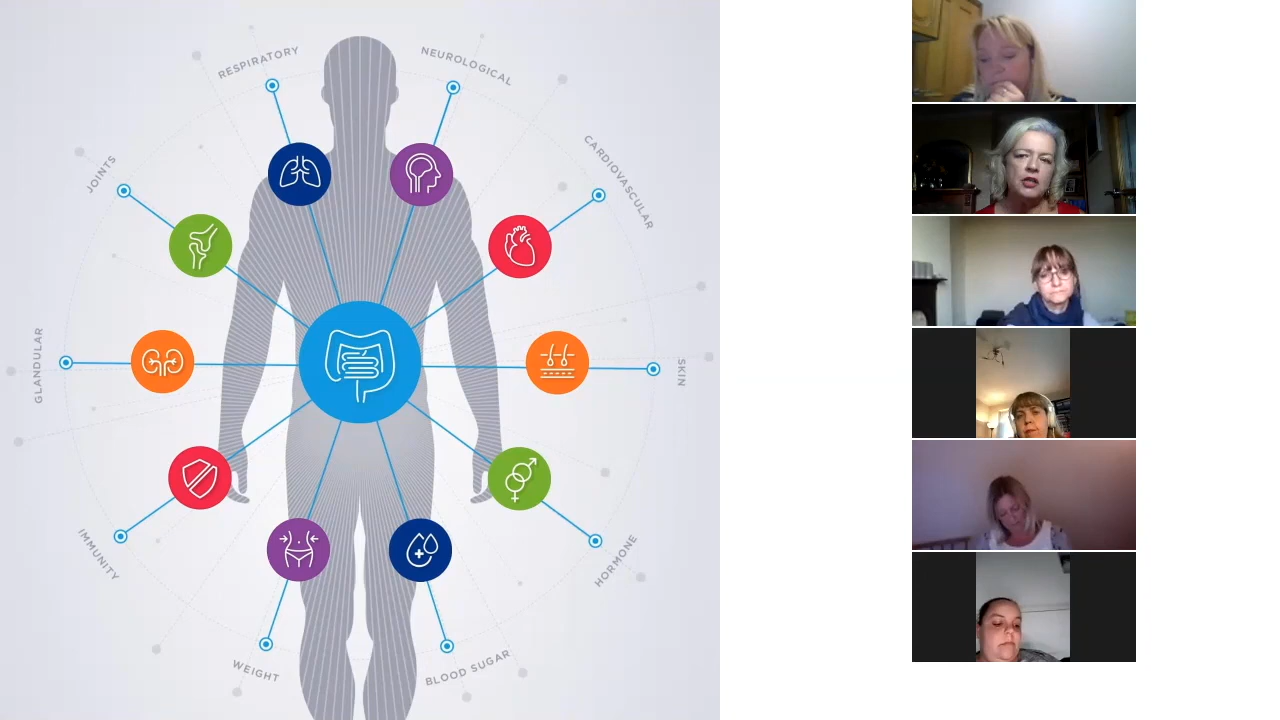 RESPIRATORY
NEUROLOGICAL
JOINTS
CARDIOVASCULAR
GLANDULAR
SKIN
IMMUNITY
HORMONE
WEIGHT
BLOOD SUGAR